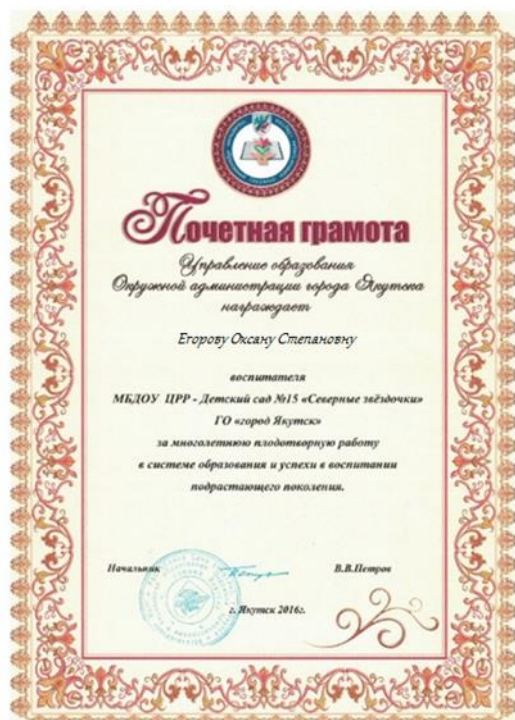 Почетная грамота
Управление образования
Окружной администрации города Якутска
награждает
Егорову Оксану Степановну
воспитателя
МБДОУ ЦРР - Детский сад №15 «Северные звёздочки»
ГО «город Якутск»
за многолетнюю плодотворную работу
в системе образования и успехи в воспитании
подрастающего поколения.
Начальник В.В.Петров
г. Якутск 2016г.